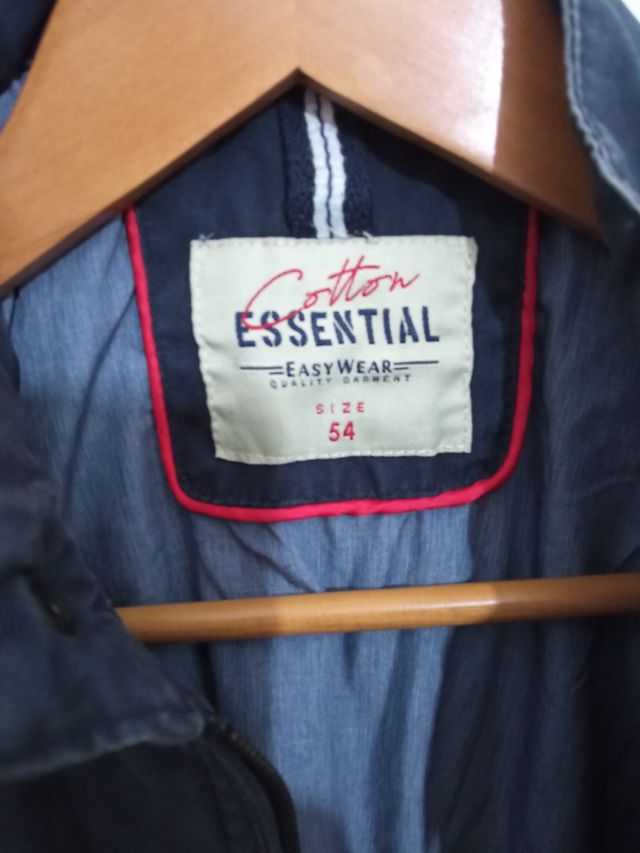 Cotton
ESSENTIAL
EASY WEAR
QUALITY GARMENT
SIZE
54